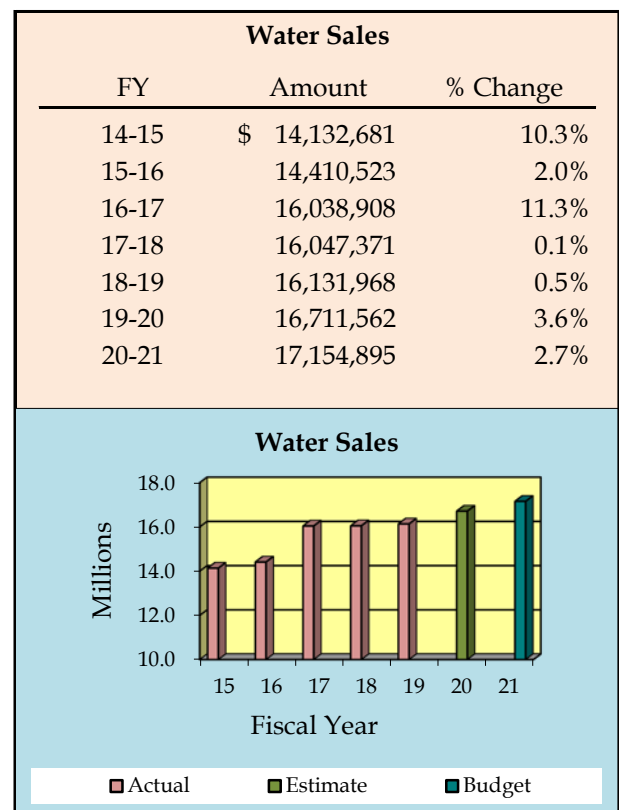 Water Sales
FY Amount % Change
14-15 $ 14,132,681 10.3%
15-16 14,410,523 2.0%
16-17 16,038,908 11.3%
17-18 16,047,371 0.1%
18-19 16,131,968 0.5%
19-20 16,711,562 3.6%
20-21 17,154,895 2.7%
Water Sales
18.0
16.0
14.0
12.0
10.0
Millions
15 16 17 18 19 20 21
Fiscal Year
Actual Estimate Budget